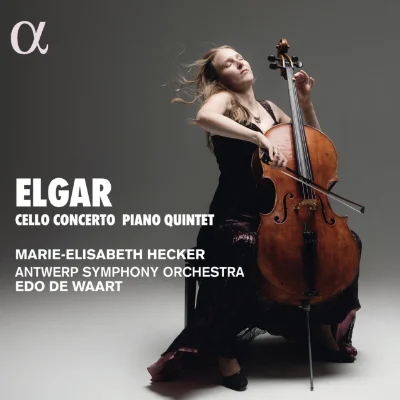 α
ELGAR
CELLO CONCERTO PIANO QUINTET
MARIE-ELISABETH HECKER
ANTWERP SYMPHONY ORCHESTRA
EDO DE WAART